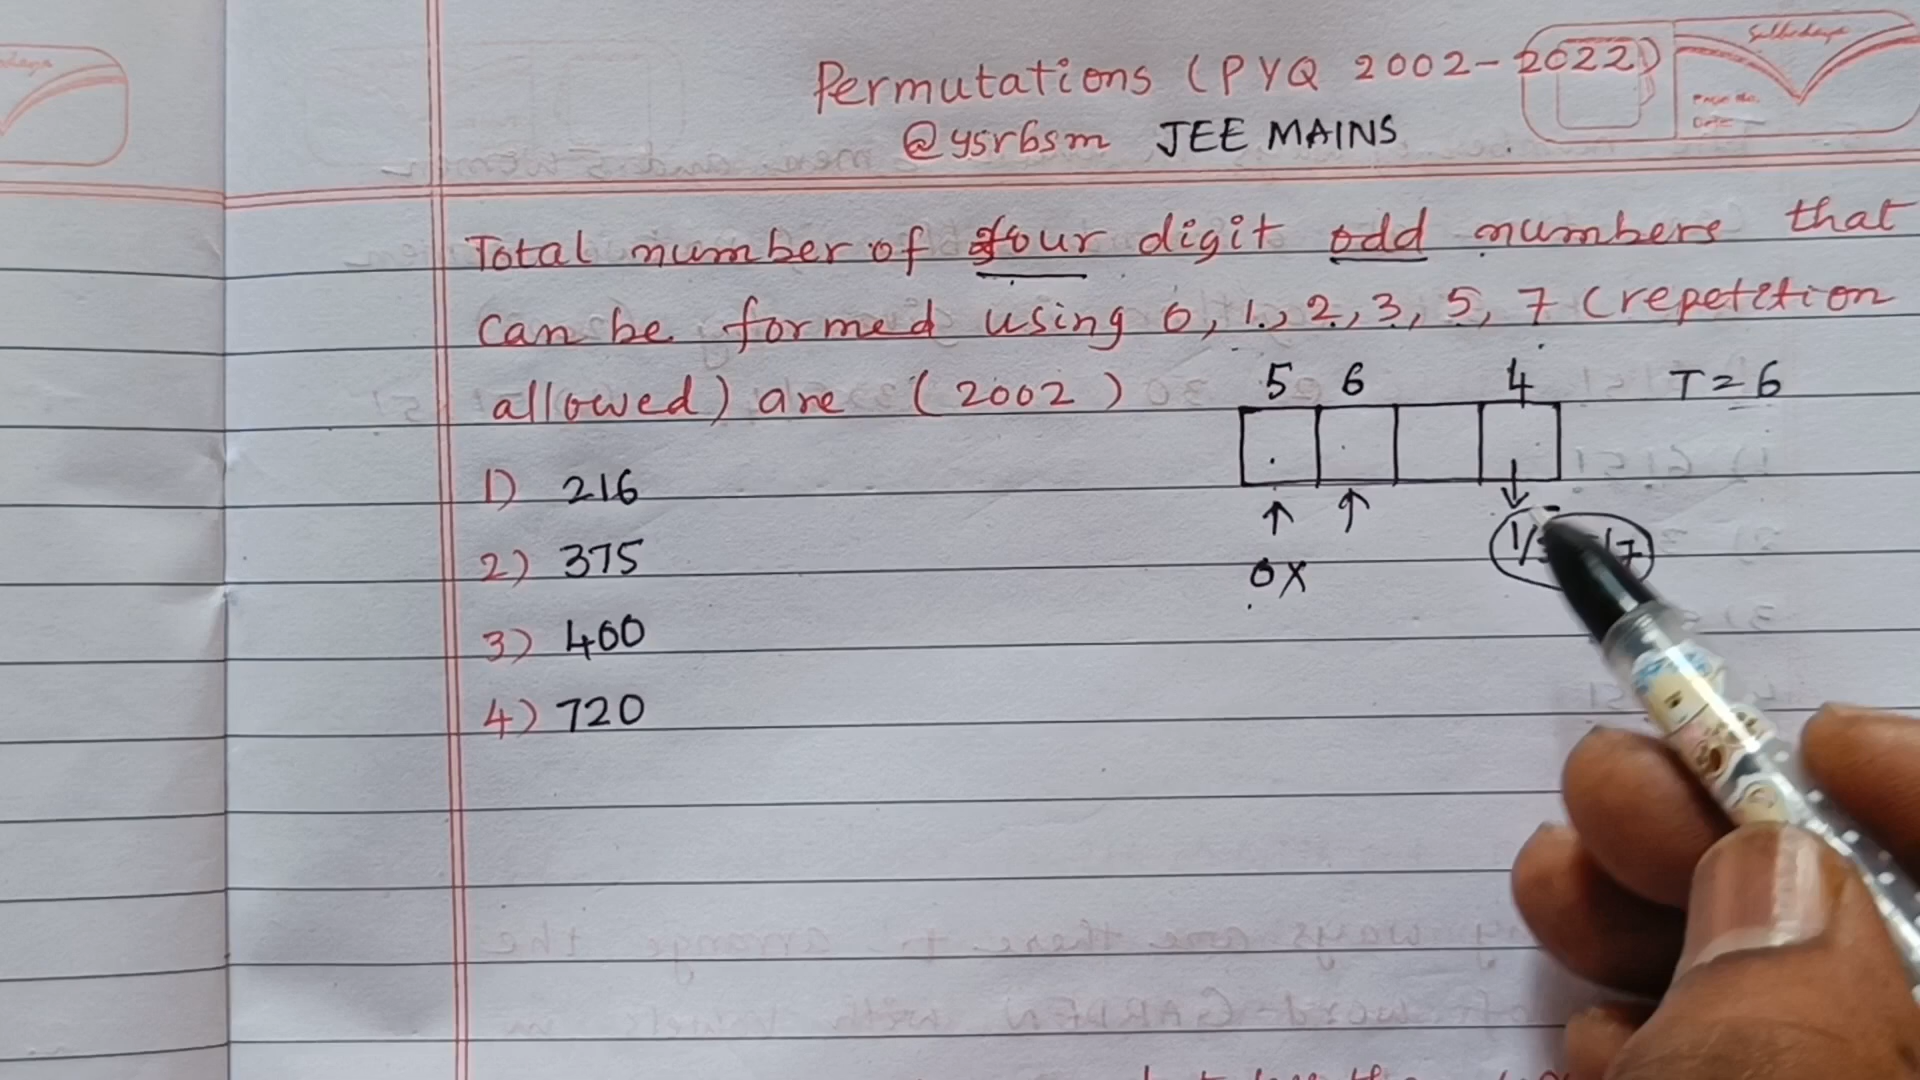 Permutations (PYQ 2002-2022)
@ysrbsm JEE MAINS
Total number of four digit odd numbers that
can be formed using 0, 1, 2, 3, 5, 7 (repetition
allowed) are (2002)
5 6 4 T = 6
0X
1) 216
2) 375
3) 400
4) 720